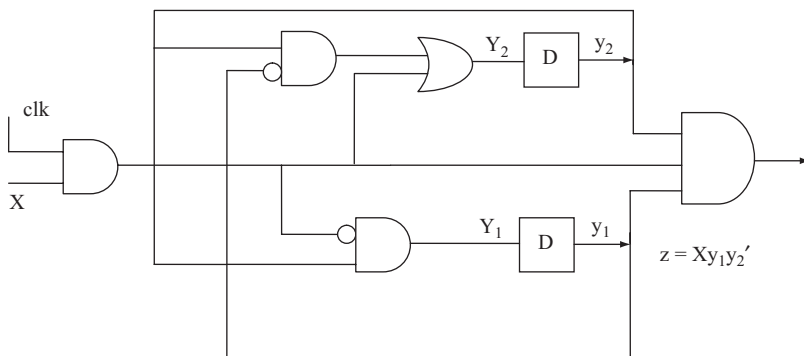 Y₂
D
y₂
clk
X
Y₁
D
y₁
z = Xy₁y₂′